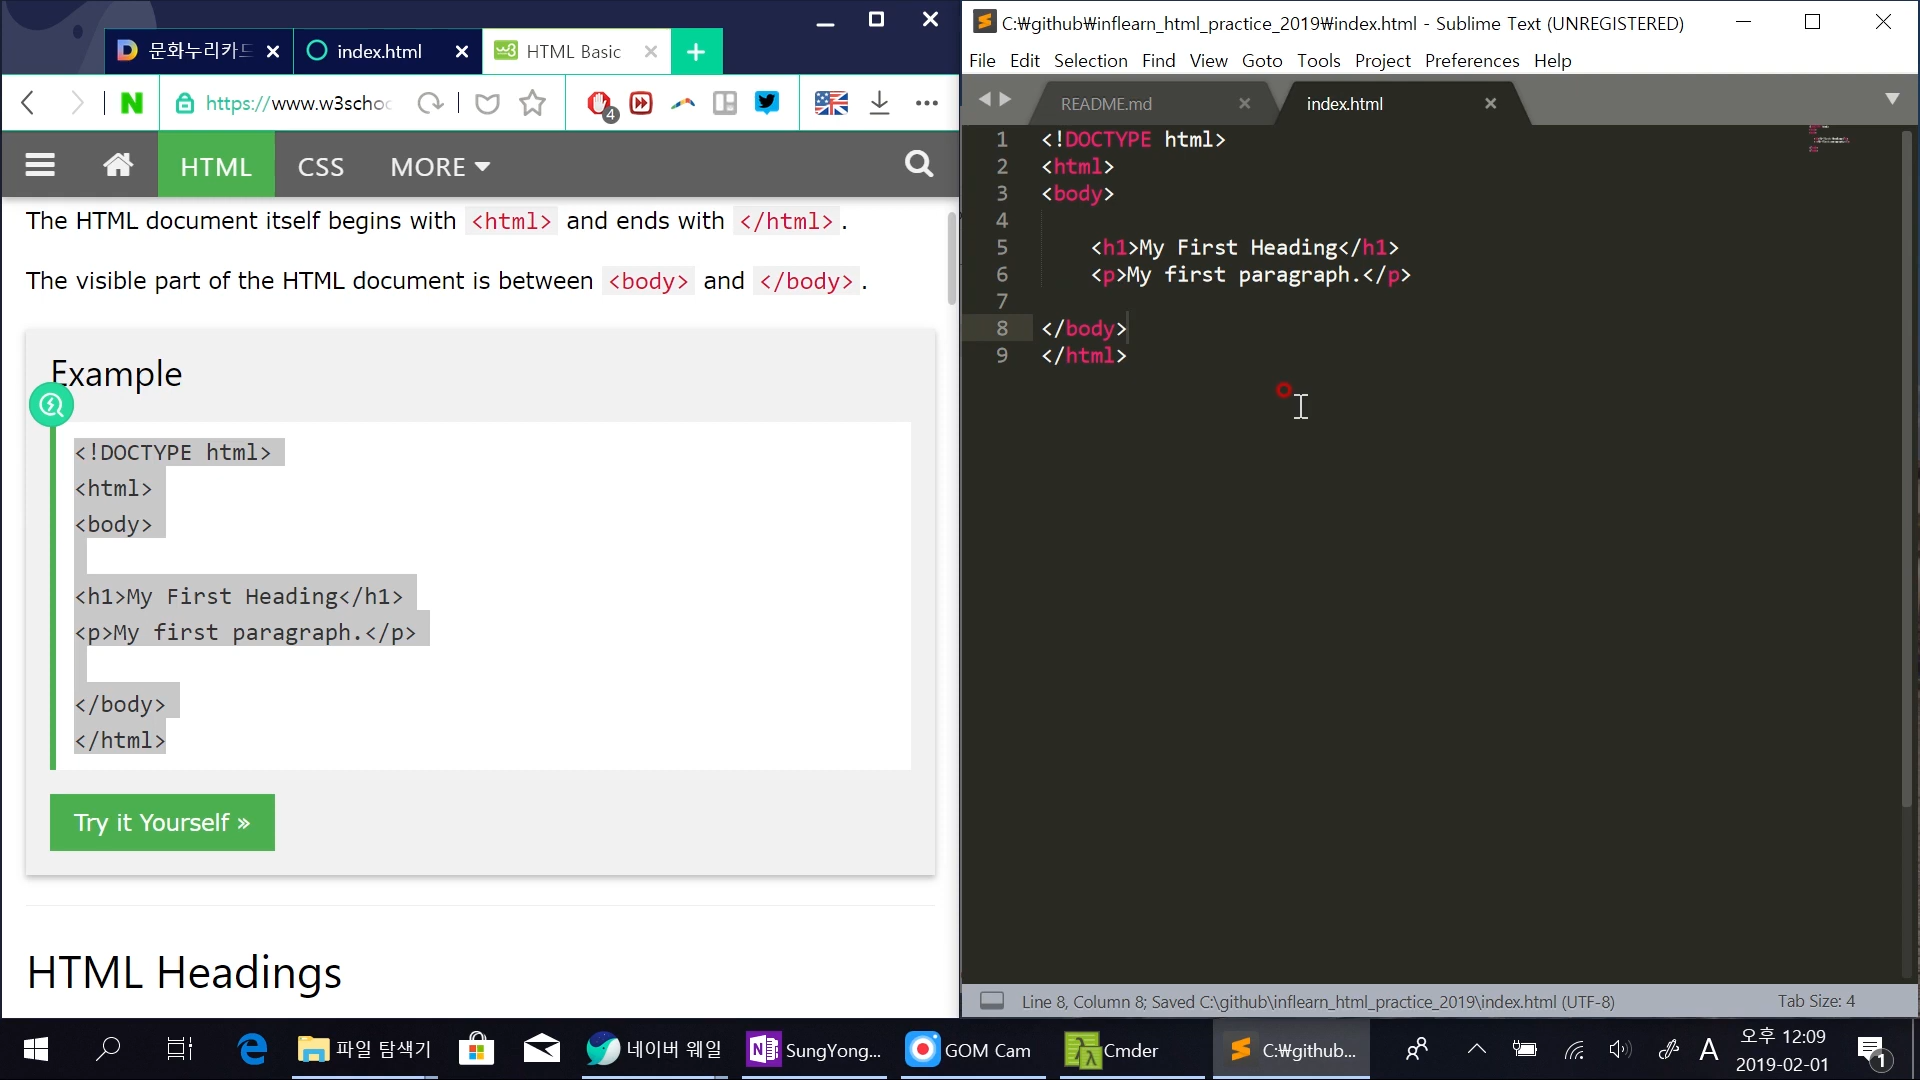 문화누리카드
index.html
HTML Basic
https://www.w3scho
4
HTML
CSS
MORE
The HTML document itself begins with <html> and ends with </html>.
The visible part of the HTML document is between <body> and </body>.
Example
<!DOCTYPE html>
<html>
<body>
<h1>My First Heading</h1>
<p>My first paragraph.</p>
</body>
</html>
Try it Yourself »
HTML Headings
C:₩github₩inflearn_html_practice_2019₩index.html - Sublime Text (UNREGISTERED)
File Edit Selection Find View Goto Tools Project Preferences Help
README.md
index.html
1 <!DOCTYPE html>
2 <html>
3 <body>
4
5 <h1>My First Heading</h1>
6 <p>My first paragraph.</p>
7
8 </body>
9 </html>
Line 8, Column 8; Saved C:\github\inflearn_html_practice_2019\index.html (UTF-8)
Tab Size: 4
파일 탐색기
네이버 웨일
SungYong...
GOM Cam
Cmder
C:₩github...
A
오후 12:09
2019-02-01
1